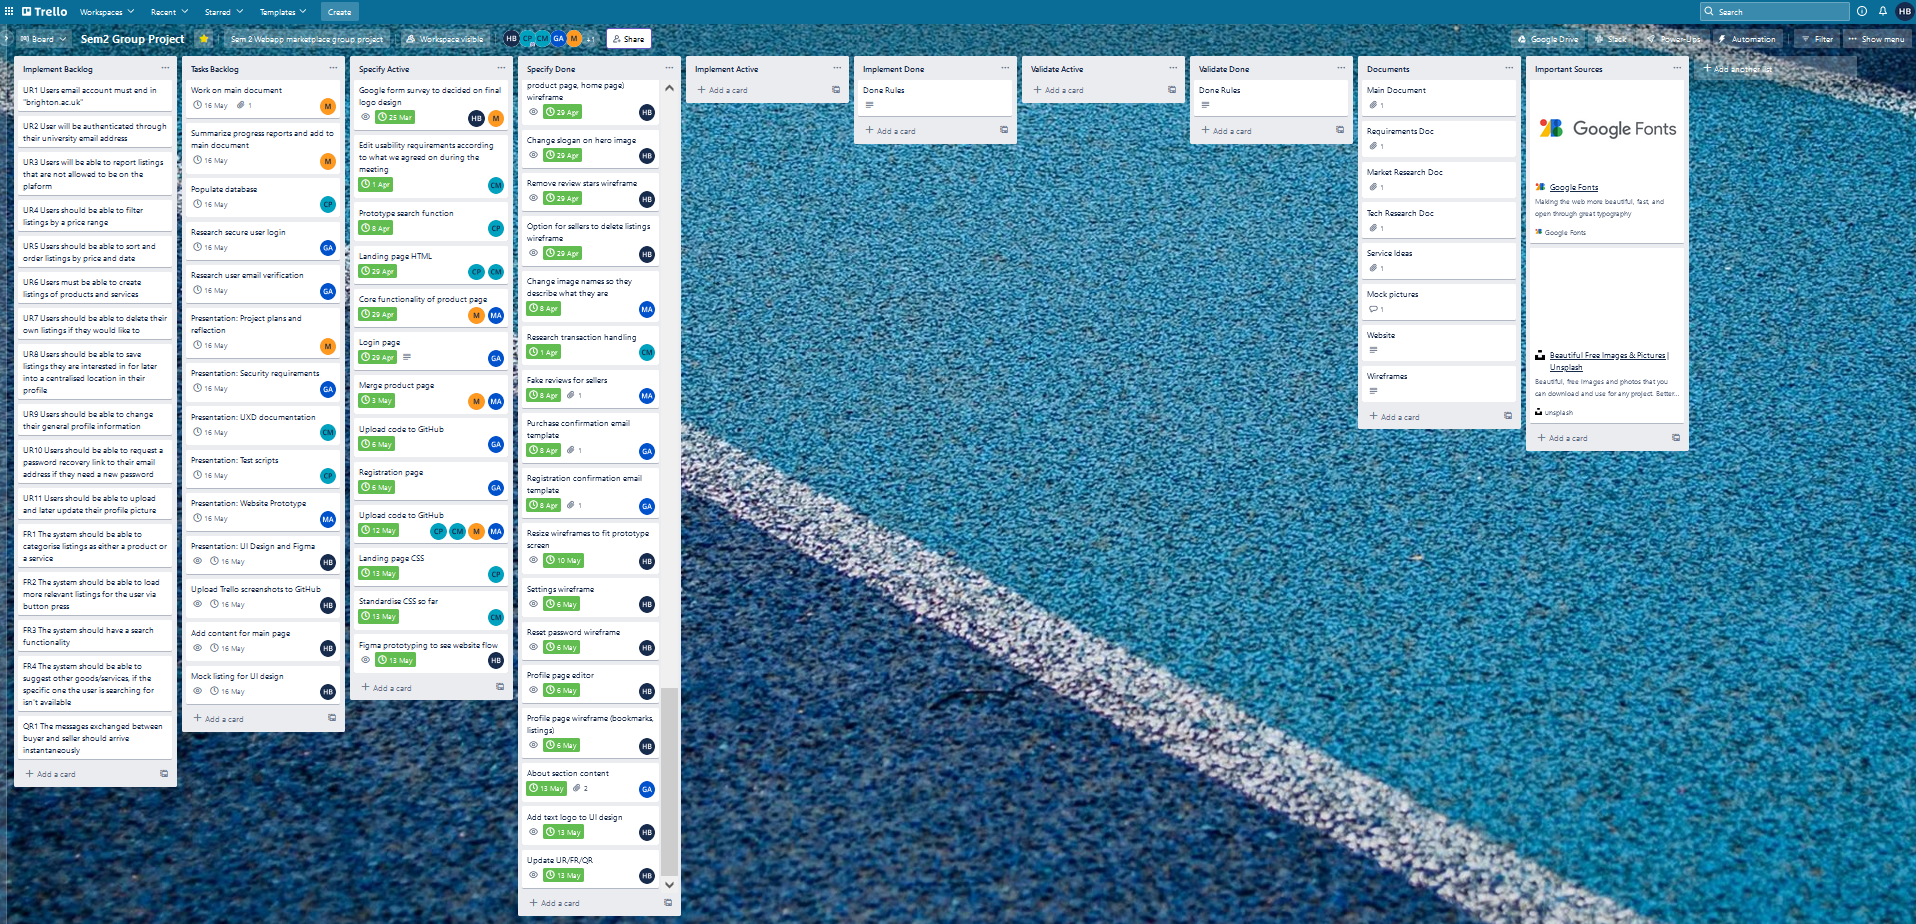 Trello
Workspaces
Recent
Starred
Templates
Create
Search
HB
Board
Sem2 Group Project
Sem 2 Webapp marketplace group project
Workspace visible
HB
CP
CM
GA
M
+1
Share
Google Drive
Slack
Power-Ups
Automation
Filter
Show menu
Implement Backlog
UR1 Users email account must end in
"brighton.ac.uk"
UR2 User will be authenticated through
their university email address
UR3 Users will be able to report listings
that are not allowed to be on the
plaform
UR4 Users should be able to filter
listings by a price range
UR5 Users should be able to sort and
order listings by price and date
UR6 Users must be able to create
listings of products and services
UR7 Users should be able to delete their
own listings if they would like to
UR8 Users should be able to save
listings they are interested in for later
into a centralised location in their
profile
UR9 Users should be able to change
their general profile information
UR10 Users should be able to request a
password recovery link to their email
address if they need a new password
UR11 Users should be able to upload
and later update their profile picture
FR1 The system should be able to
categorise listings as either a product or
a service
FR2 The system should be able to load
more relevant listings for the user via
button press
FR3 The system should have a search
functionality
FR4 The system should be able to
suggest other goods/services, if the
specific one the user is searching for
isn't available
QR1 The messages exchanged between
buyer and seller should arrive
instantaneously
Add a card
Tasks Backlog
Work on main document
16 May 1
M
Summarize progress reports and add to
main document
16 May
M
Populate database
16 May
CP
Research secure user login
16 May
GA
Research user email verification
16 May
GA
Presentation: Project plans and
reflection
16 May
M
Presentation: Security requirements
16 May
GA
Presentation: UXD documentation
16 May
CM
Presentation: Test scripts
16 May
CP
Presentation: Website Prototype
16 May
MA
Presentation: UI Design and Figma
16 May
HB
Upload Trello screenshots to GitHub
16 May
HB
Add content for main page
16 May
HB
Mock listing for UI design
16 May
HB
Add a card
Specify Active
Google form survey to decided on final
logo design
25 Mar
HB M
Edit usability requirements according
to what we agreed on during the
meeting
1 Apr
CM
Prototype search function
8 Apr
CP
Landing page HTML
29 Apr
CP CM
Core functionality of product page
29 Apr
M MA
Login page
29 Apr
GA
Merge product page
3 May
M MA
Upload code to GitHub
6 May
GA
Registration page
6 May
GA
Upload code to GitHub
12 May
CP CM M MA
Landing page CSS
13 May
CP
Standardise CSS so far
13 May
CM
Figma prototyping to see website flow
13 May
HB
Add a card
Specify Done
product page, home page)
wireframe
29 Apr
HB
Change slogan on hero image
29 Apr
HB
Remove review stars wireframe
29 Apr
HB
Option for sellers to delete listings
wireframe
29 Apr
HB
Change image names so they
describe what they are
8 Apr
MA
Research transaction handling
1 Apr
CM
Fake reviews for sellers
8 Apr 1
MA
Purchase confirmation email
template
8 Apr 1
GA
Registration confirmation email
template
8 Apr 1
GA
Resize wireframes to fit prototype
screen
10 May
HB
Settings wireframe
6 May
HB
Reset password wireframe
6 May
HB
Profile page editor
6 May
HB
Profile page wireframe (bookmarks,
listings)
6 May
HB
About section content
13 May 2
GA
Add text logo to UI design
13 May
HB
Update UR/FR/QR
13 May
HB
Add a card
Implement Active
Add a card
Implement Done
Done Rules
Add a card
Validate Active
Add a card
Validate Done
Done Rules
Add a card
Documents
Main Document
1
Requirements Doc
1
Market Research Doc
1
Tech Research Doc
1
Service Ideas
1
Mock pictures
1
Website
Wireframes
Add a card
Important Sources
Google Fonts
Google Fonts
Making the web more beautiful, fast, and
open through great typography
Google Fonts
Beautiful Free Images & Pictures |
Unsplash
Beautiful, free images and photos that you
can download and use for any project. Better...
unsplash
Add a card
Add another list